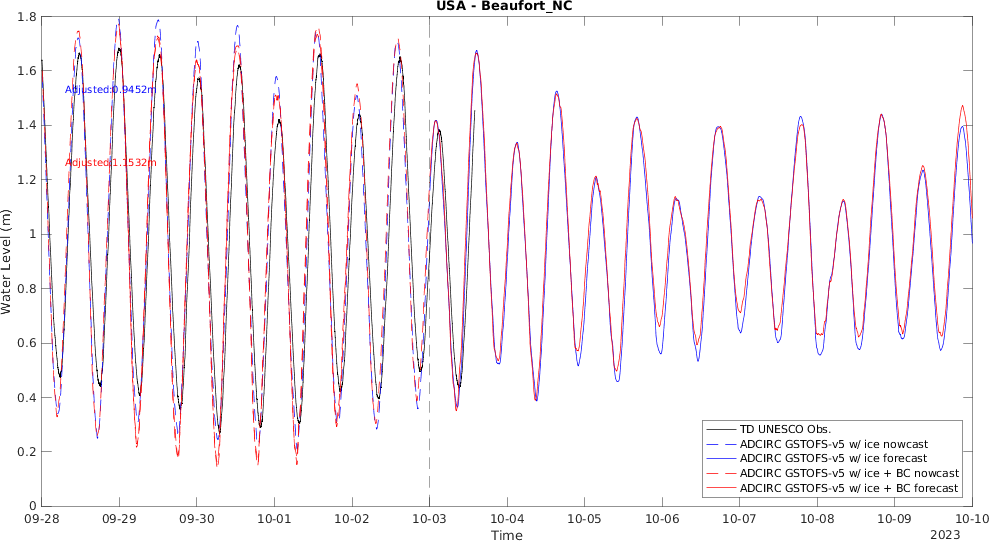 USA - Beaufort_NC
1.8
1.6
1.4
1.2
1
0.8
0.6
0.4
0.2
0
Water Level (m)
Adjusted:0.9452m
Adjusted:1.1532m
TD UNESCO Obs.
ADCIRC GSTOFS-v5 w/ ice nowcast
ADCIRC GSTOFS-v5 w/ ice forecast
ADCIRC GSTOFS-v5 w/ ice + BC nowcast
ADCIRC GSTOFS-v5 w/ ice + BC forecast
09-28 09-29 09-30 10-01 10-02 10-03 10-04 10-05 10-06 10-07 10-08 10-09 10-10
Time
2023